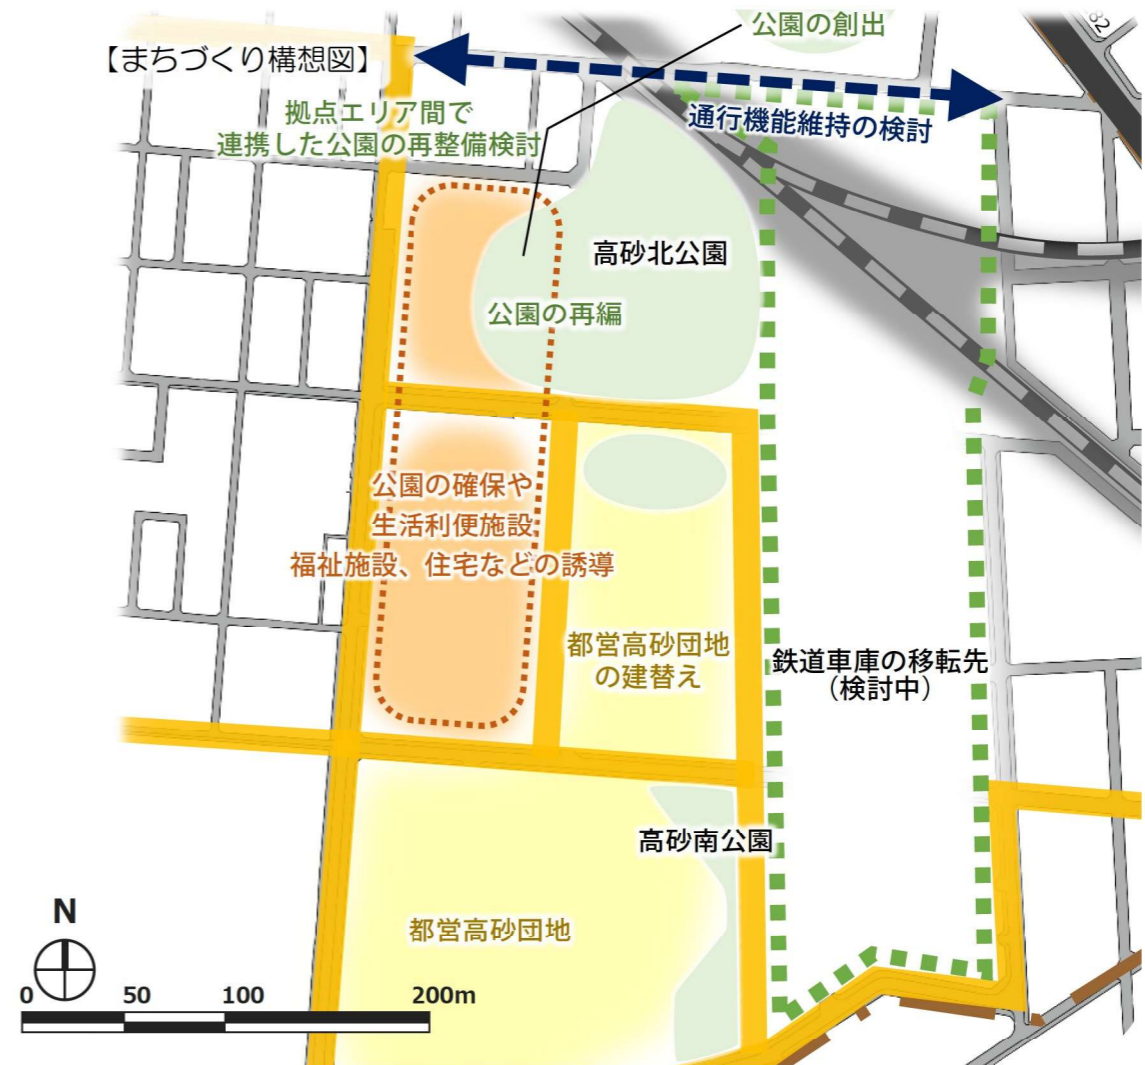 公園の創出
【まちづくり構想図】
82
拠点エリア間で
連携した公園の再整備検討
通行機能維持の検討
高砂北公園
公園の再編
公園の確保や
生活利便施設
福祉施設、住宅などの誘導
都営高砂団地
の建替え
鉄道車庫の移転先
（検討中）
高砂南公園
都営高砂団地
N
0 50 100 200m